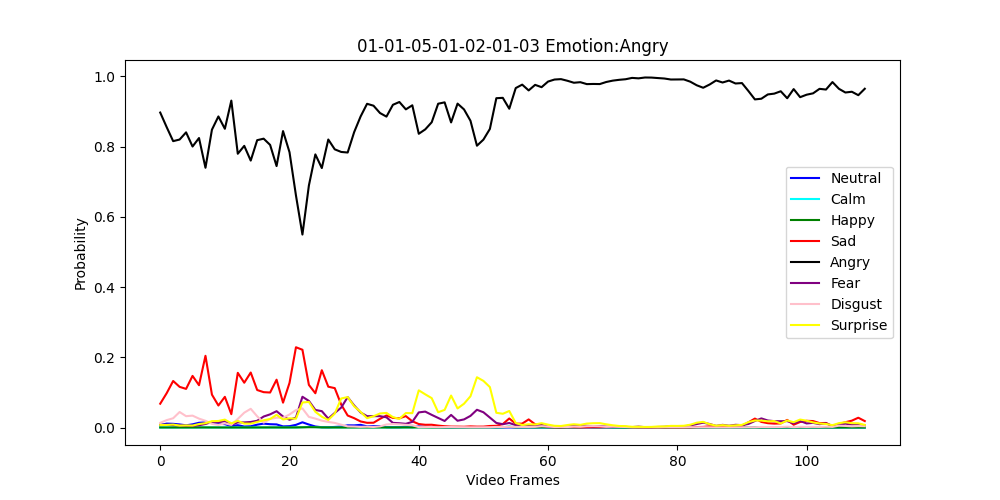 01-01-05-01-02-01-03 Emotion:Angry
Probability
1.0
0.8
0.6
0.4
0.2
0.0
Neutral
Calm
Happy
Sad
Angry
Fear
Disgust
Surprise
0 20 40 60 80 100
Video Frames